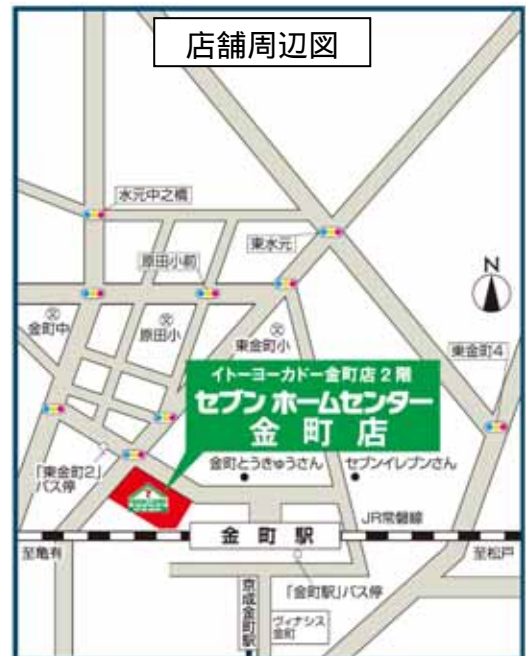 店舗周辺図
水元中之橋
東水元
原田小前
N
金町中
原田小
東金町小
東金町4
イトーヨーカドー金町店2階
セブン ホームセンター
金町店
「東金町2」
バス停
金町とうきゅうさん
セブンイレブンさん
JR常磐線
金町駅
至亀有
至松戸
京成金町駅
「金町駅」バス停
ヴィナシス
金町